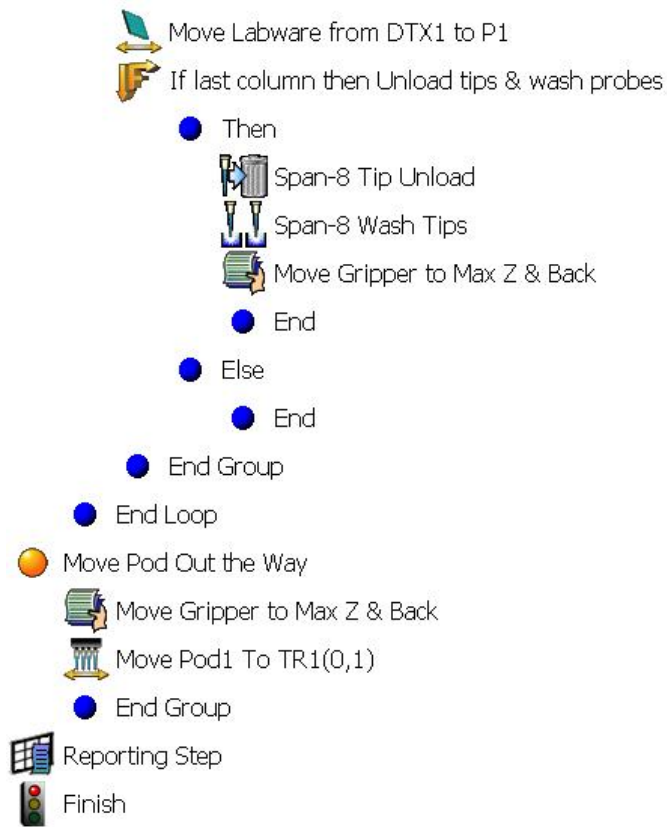 Move Labware from DTX1 to P1
If last column then Unload tips & wash probes
Then
Span-8 Tip Unload
Span-8 Wash Tips
Move Gripper to Max Z & Back
End
Else
End
End Group
End Loop
Move Pod Out the Way
Move Gripper to Max Z & Back
Move Pod1 To TR1(0,1)
End Group
Reporting Step
Finish